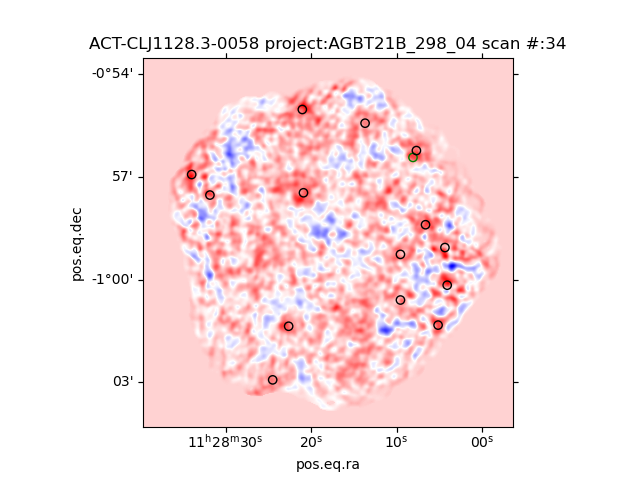 ACT-CLJ1128.3-0058 project:AGBT21B_298_04 scan #:34
-0°54'
57'
-1°00'
03'
pos.eq.dec
11h28m30s 20s 10s 00s
pos.eq.ra